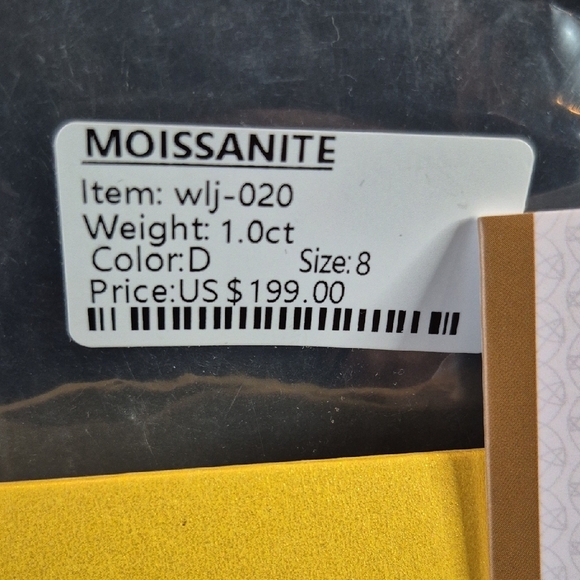 MOISSANITE
Item: wlj-020
Weight: 1.0ct
Color:D Size:8
Price:US $199.00